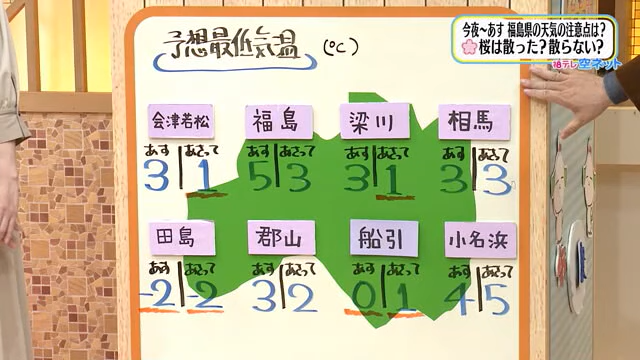 今夜～あす 福島県の天気の注意点は?
桜は散った?散らない?
福テレ空ネット
予想最低気温 (℃)
会津若松 福島 梁川 相馬
あす あさって あす あさって あす あさって あす あさって
3 1 5 3 3 1 3 3
田島 郡山 船引 小名浜
あす あさって あす あさって あす あさって あす あさって
-2 -2 3 2 0 1 4 5